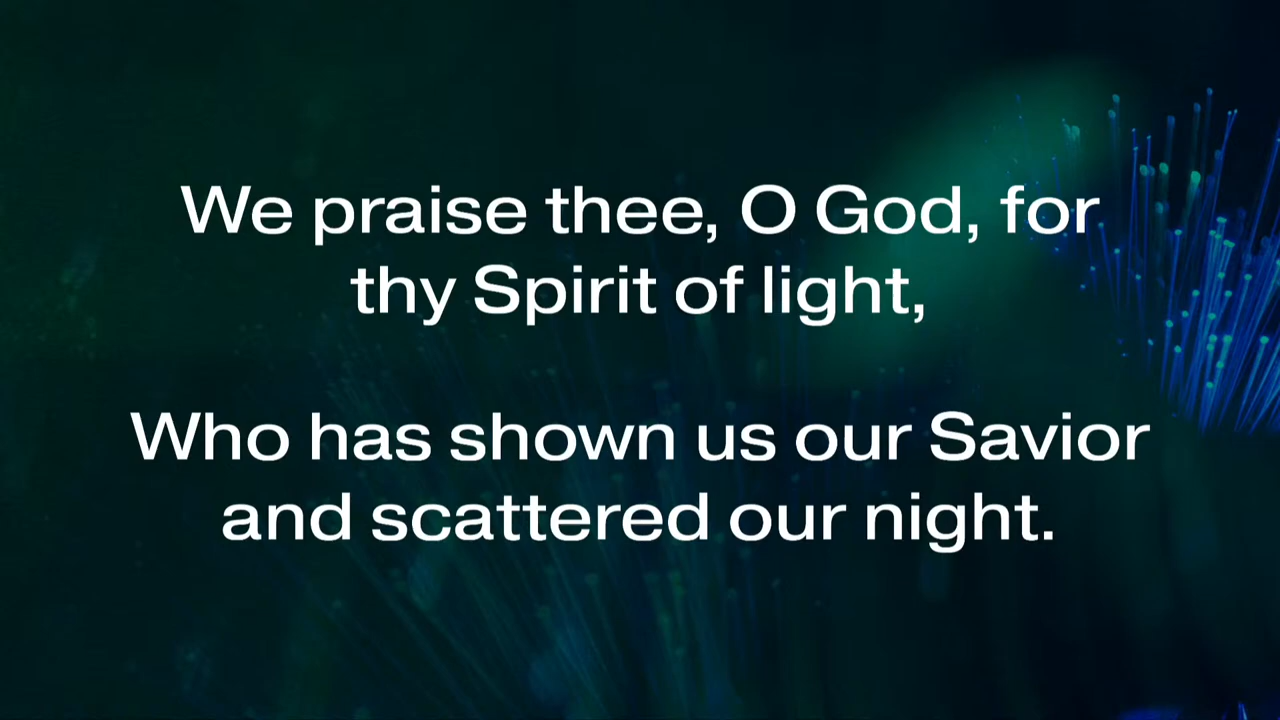 We praise thee, O God, for
thy Spirit of light,
Who has shown us our Savior
and scattered our night.